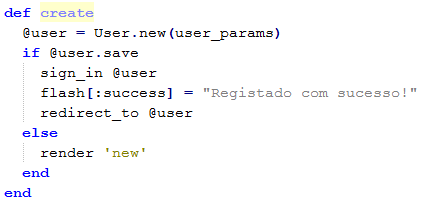 def create
  @user = User.new(user_params)
  if @user.save
    sign_in @user
    flash[:success] = "Registado com sucesso!"
    redirect_to @user
  else
    render 'new'
  end
end